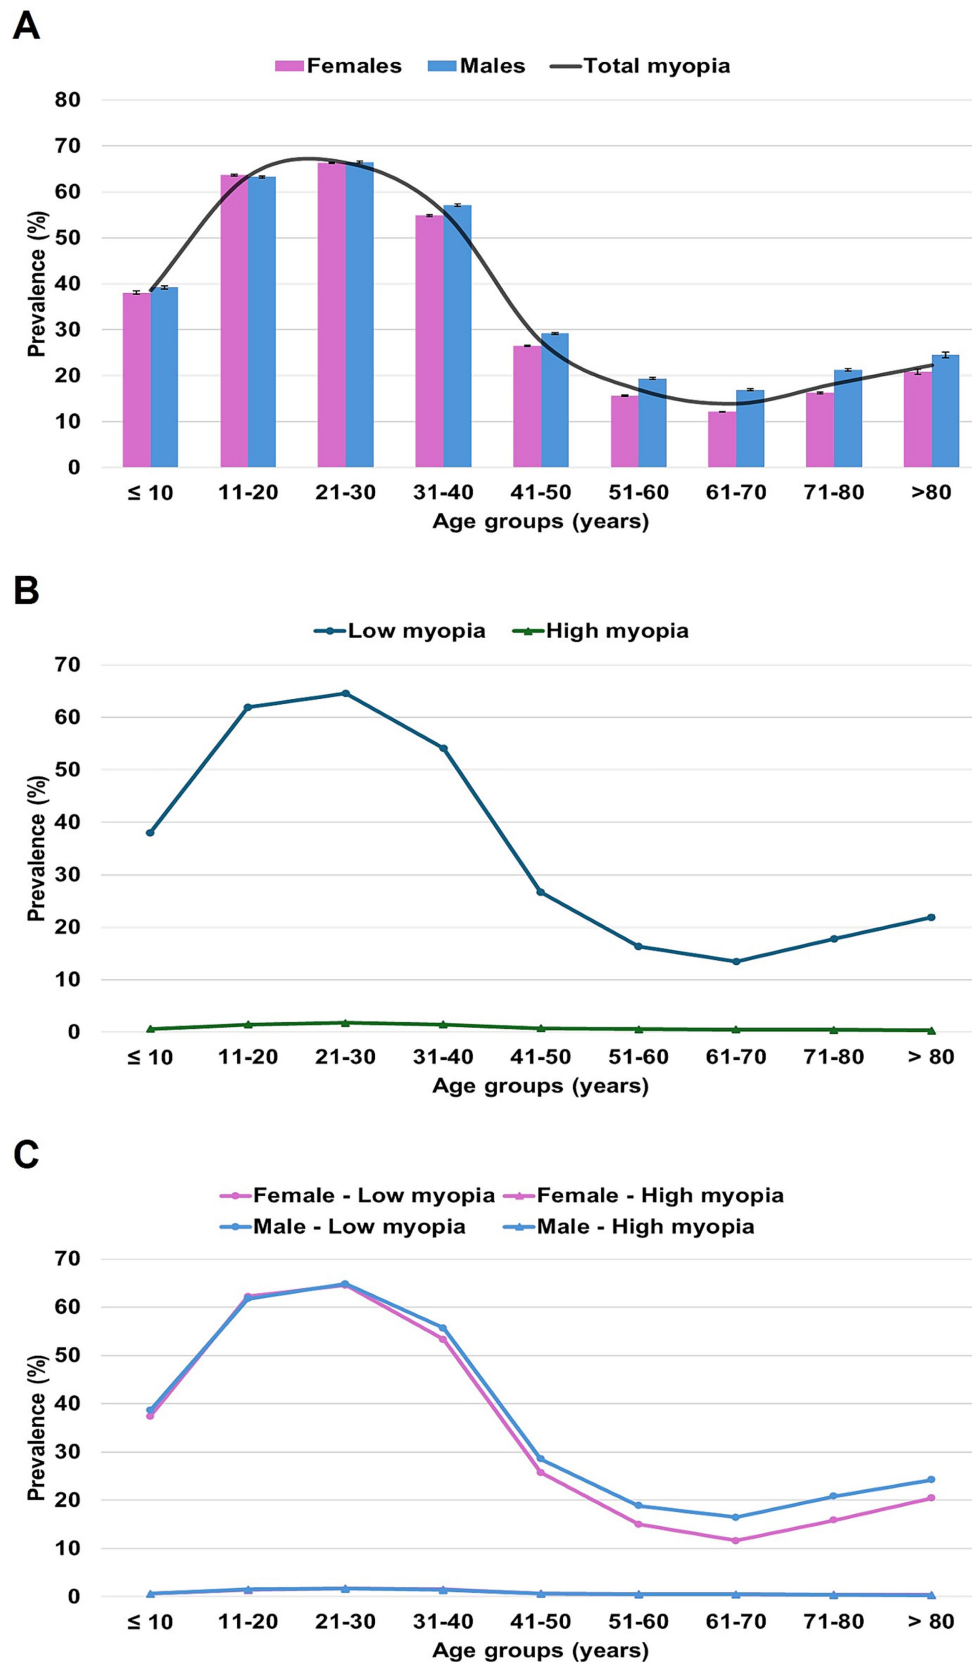 A
Females Males Total myopia
80
70
60
50
40
30
20
10
0
Prevalence (%)
≤ 10 11-20 21-30 31-40 41-50 51-60 61-70 71-80 >80
Age groups (years)
B
Low myopia High myopia
70
60
50
40
30
20
10
0
Prevalence (%)
≤ 10 11-20 21-30 31-40 41-50 51-60 61-70 71-80 > 80
Age groups (years)
C
Female - Low myopia Female - High myopia
Male - Low myopia Male - High myopia
70
60
50
40
30
20
10
0
Prevalence (%)
≤ 10 11-20 21-30 31-40 41-50 51-60 61-70 71-80 > 80
Age groups (years)